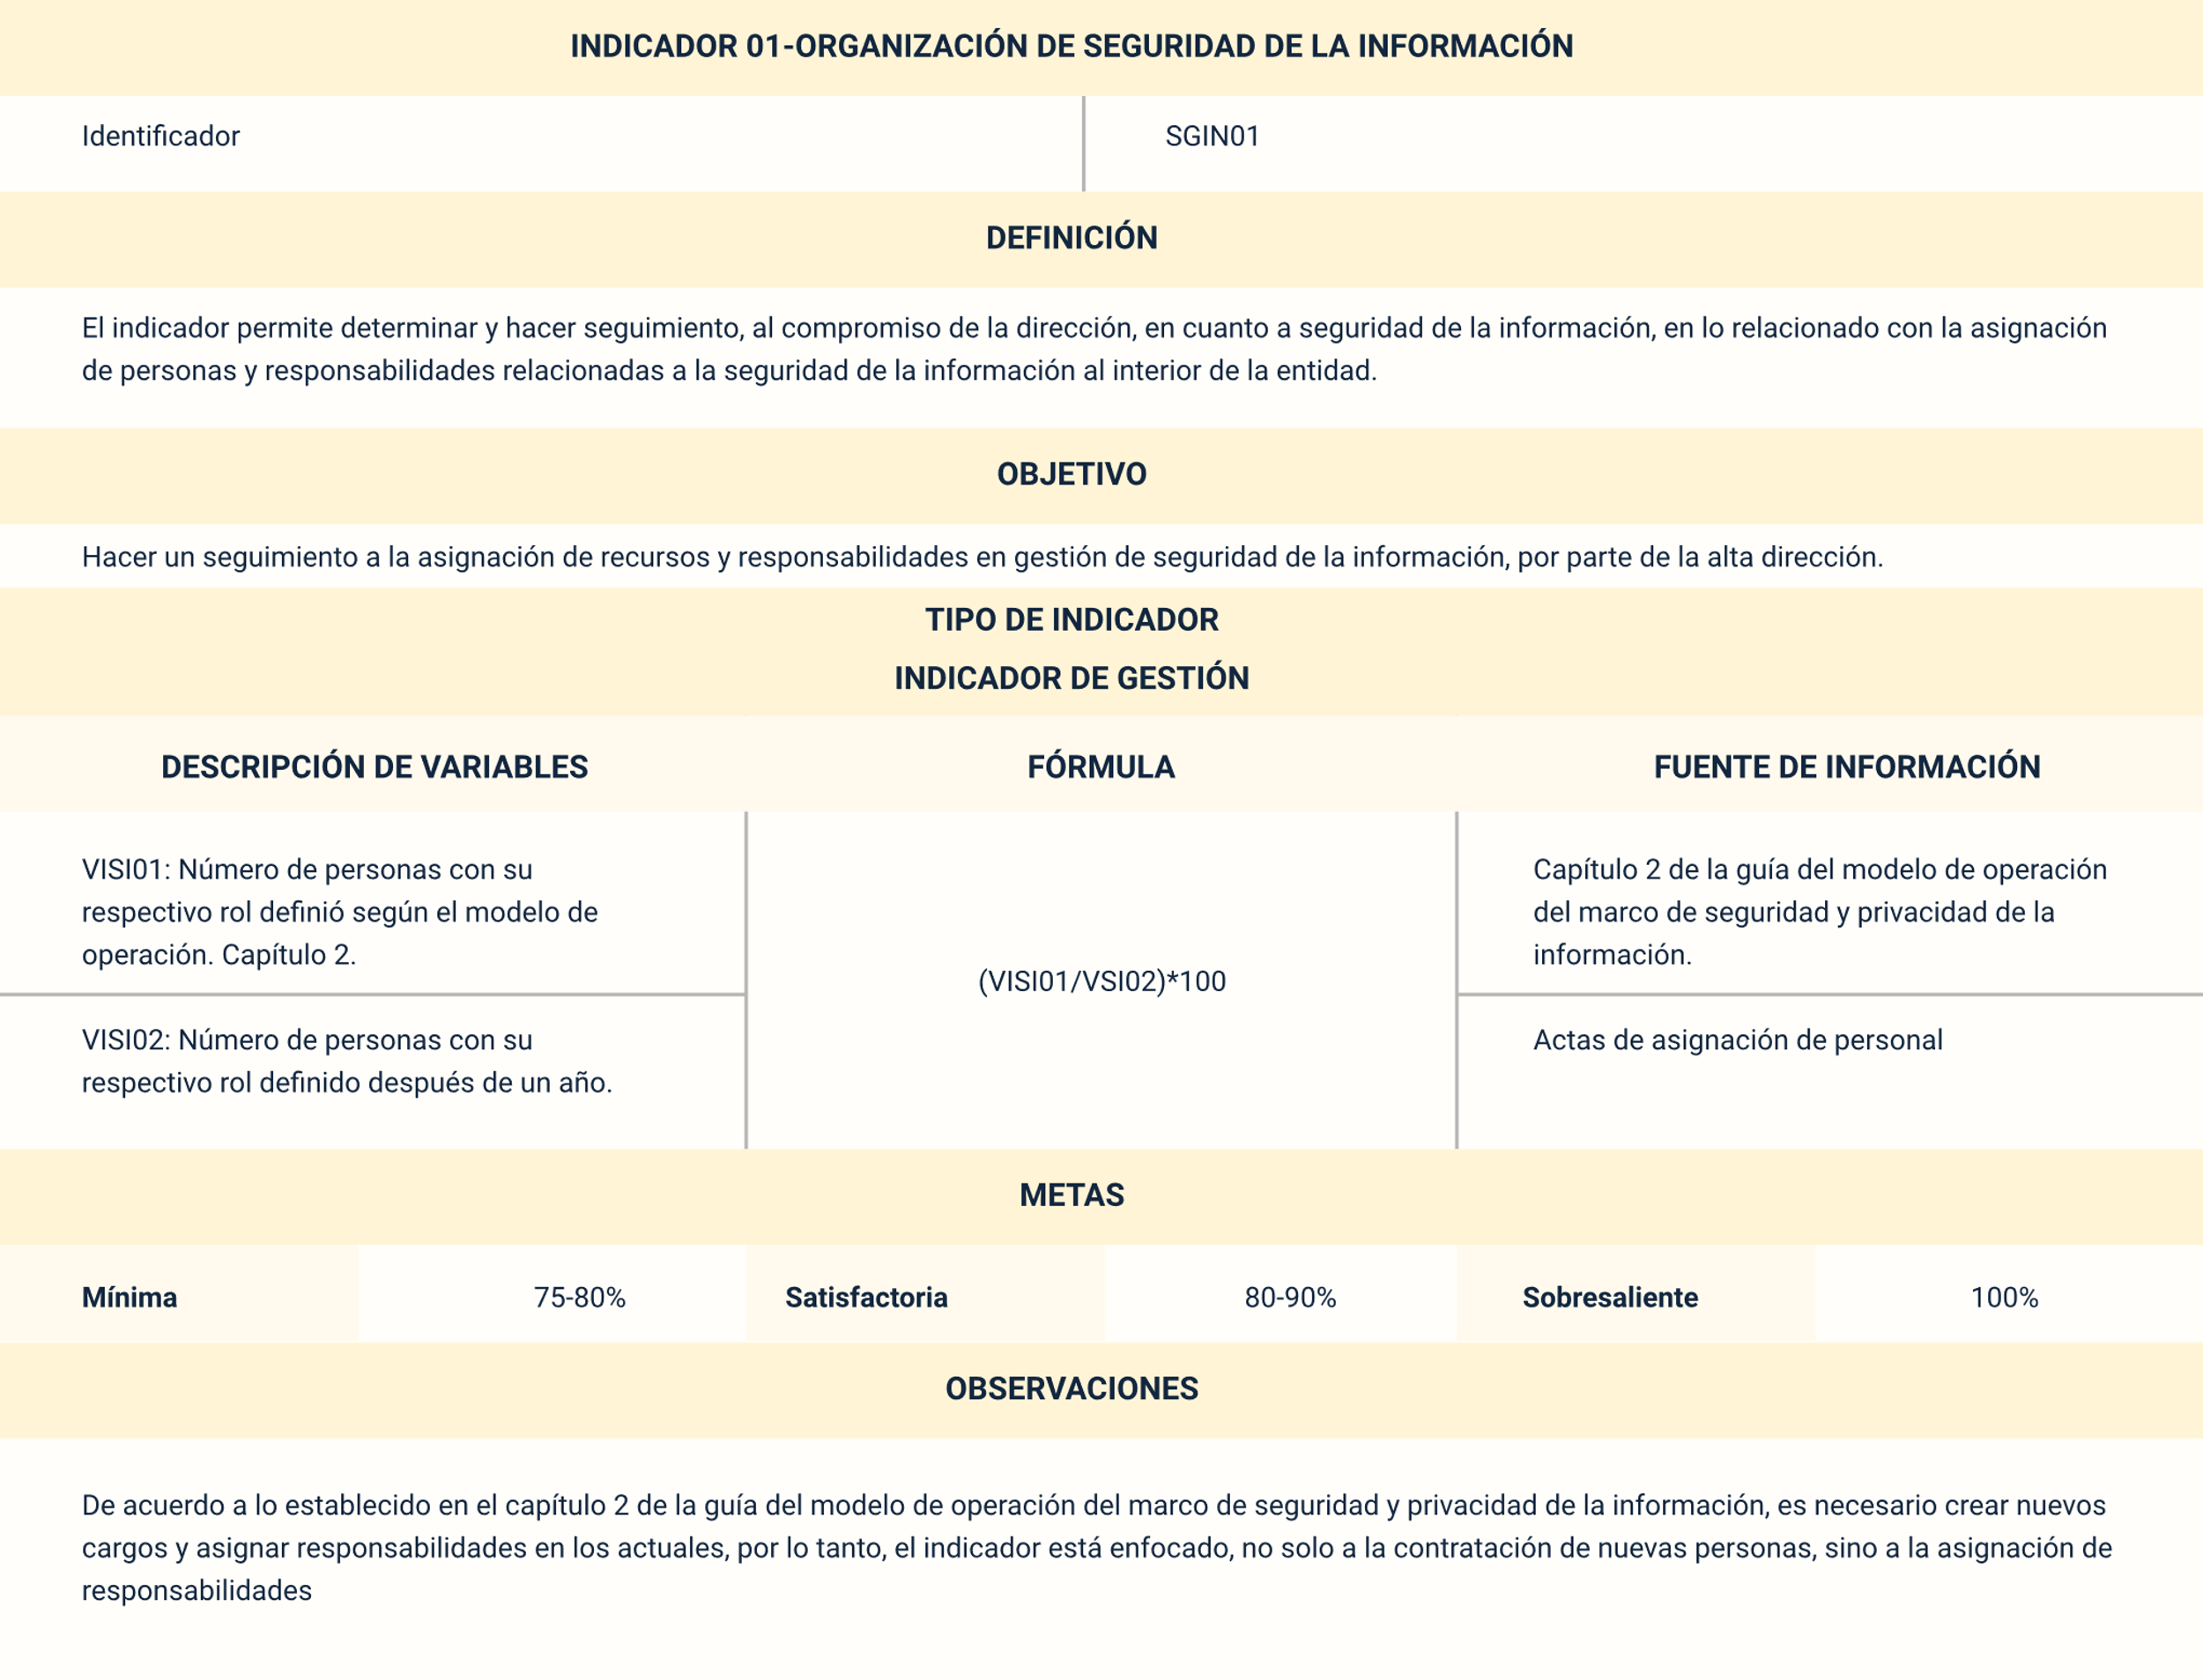 INDICADOR 01-ORGANIZACIÓN DE SEGURIDAD DE LA INFORMACIÓN
Identificador
SGIN01
DEFINICIÓN
El indicador permite determinar y hacer seguimiento, al compromiso de la dirección, en cuanto a seguridad de la información, en lo relacionado con la asignación
de personas y responsabilidades relacionadas a la seguridad de la información al interior de la entidad.
OBJETIVO
Hacer un seguimiento a la asignación de recursos y responsabilidades en gestión de seguridad de la información, por parte de la alta dirección.
TIPO DE INDICADOR
INDICADOR DE GESTIÓN
DESCRIPCIÓN DE VARIABLES
FÓRMULA
FUENTE DE INFORMACIÓN
VISI01: Número de personas con su
respectivo rol definió según el modelo de
operación. Capítulo 2.
(VISI01/VSI02)*100
Capítulo 2 de la guía del modelo de operación
del marco de seguridad y privacidad de la
información.
VISI02: Número de personas con su
respectivo rol definido después de un año.
Actas de asignación de personal
METAS
Mínima
75-80%
Satisfactoria
80-90%
Sobresaliente
100%
OBSERVACIONES
De acuerdo a lo establecido en el capítulo 2 de la guía del modelo de operación del marco de seguridad y privacidad de la información, es necesario crear nuevos
cargos y asignar responsabilidades en los actuales, por lo tanto, el indicador está enfocado, no solo a la contratación de nuevas personas, sino a la asignación de
responsabilidades